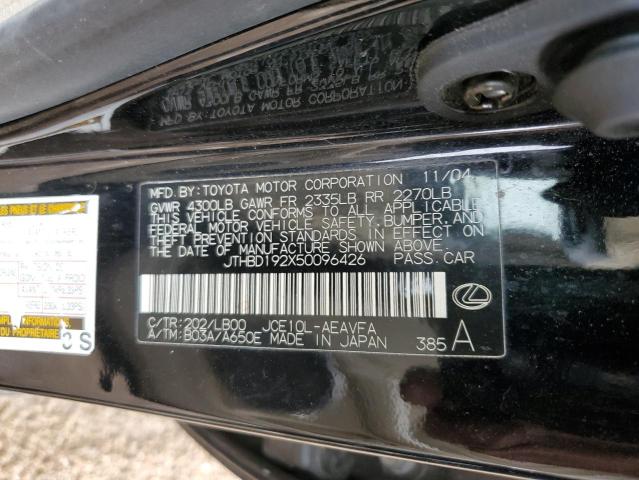 MFD. BY: TOYOTA MOTOR CORPORATION 11/04
GVWR 4300LB GAWR FR 2335LB RR 2270LB
THIS VEHICLE CONFORMS TO ALL APPLICABLE
FEDERAL MOTOR VEHICLE SAFETY, BUMPER, AND
THEFT PREVENTION STANDARDS IN EFFECT ON
THE DATE OF MANUFACTURE SHOWN ABOVE.
JTHBD192X50096426 PASS. CAR
C/TR: 202/LB00 JCE10L-AEAVFA
A/TM: B03A/A650E MADE IN JAPAN 385 A